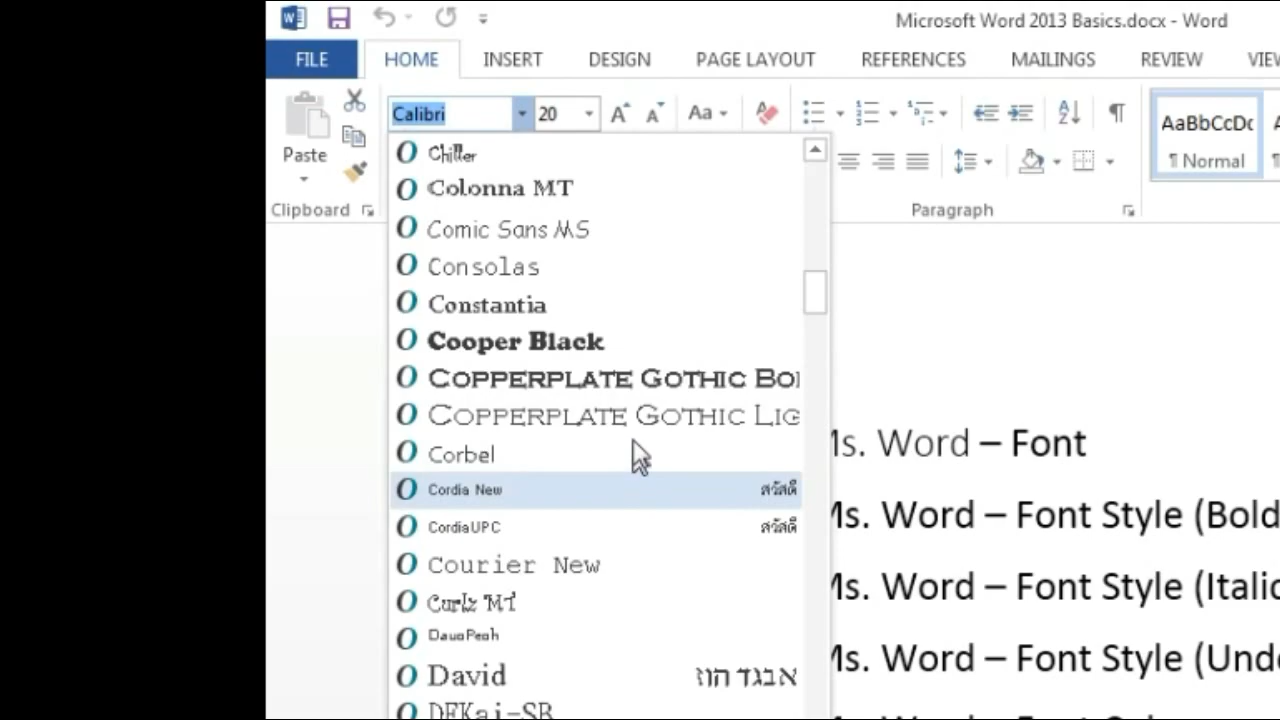 Microsoft Word 2013 Basics.docx - Word
FILE HOME INSERT DESIGN PAGE LAYOUT REFERENCES MAILINGS REVIEW
Calibri 20 Aa
AaBbCcDc
Paste
¶ Normal
Clipboard Paragraph
Chiller
Colonna MT
Comic Sans MS
Consolas
Constantia
Cooper Black
Copperplate Gothic Bol
Copperplate Gothic Lig
Corbel
Cordia New สวัสดี
CordiaUPC สวัสดี
Courier New
Curlz MT
DaunPenh
David אבגד הוז
DFKai-SB
Ms. Word – Font
Ms. Word – Font Style (Bold
Ms. Word – Font Style (Italic
Ms. Word – Font Style (Unde